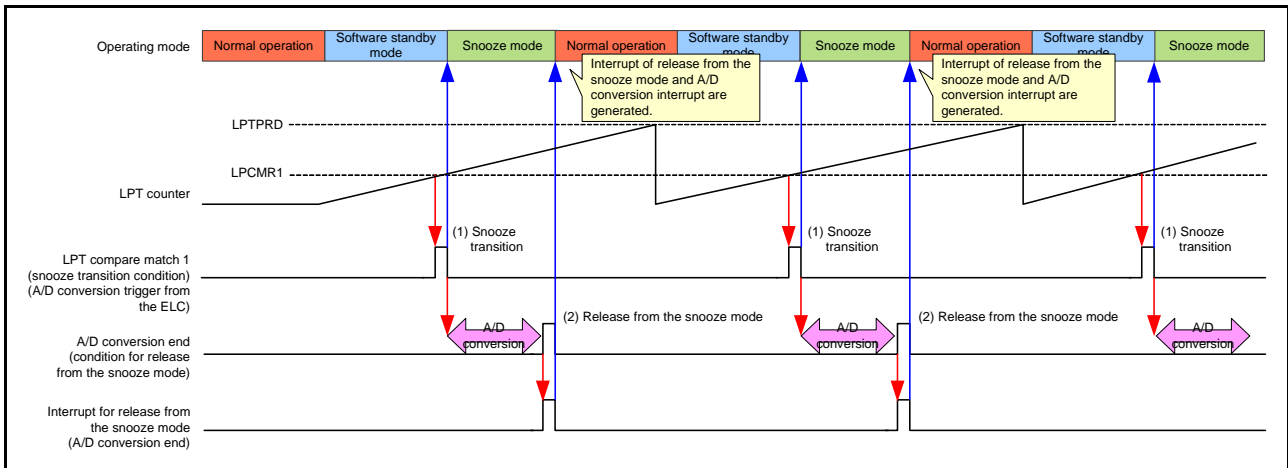 Operating mode
Normal operation
Software standby
mode
Snooze mode
Normal operation
Software standby
mode
Snooze mode
Normal operation
Software standby
mode
Snooze mode
Interrupt of release from the
snooze mode and A/D
conversion interrupt are
generated.
Interrupt of release from the
snooze mode and A/D
conversion interrupt are
generated.
LPTPRD
LPCMR1
LPT counter
(1) Snooze
transition
(1) Snooze
transition
(1) Snooze
transition
LPT compare match 1
(snooze transition condition)
(A/D conversion trigger from
the ELC)
(2) Release from the snooze mode
(2) Release from the snooze mode
A/D
conversion
A/D
conversion
A/D
conversion
A/D conversion end
(condition for release
from the snooze mode)
Interrupt for release from
the snooze mode
(A/D conversion end)